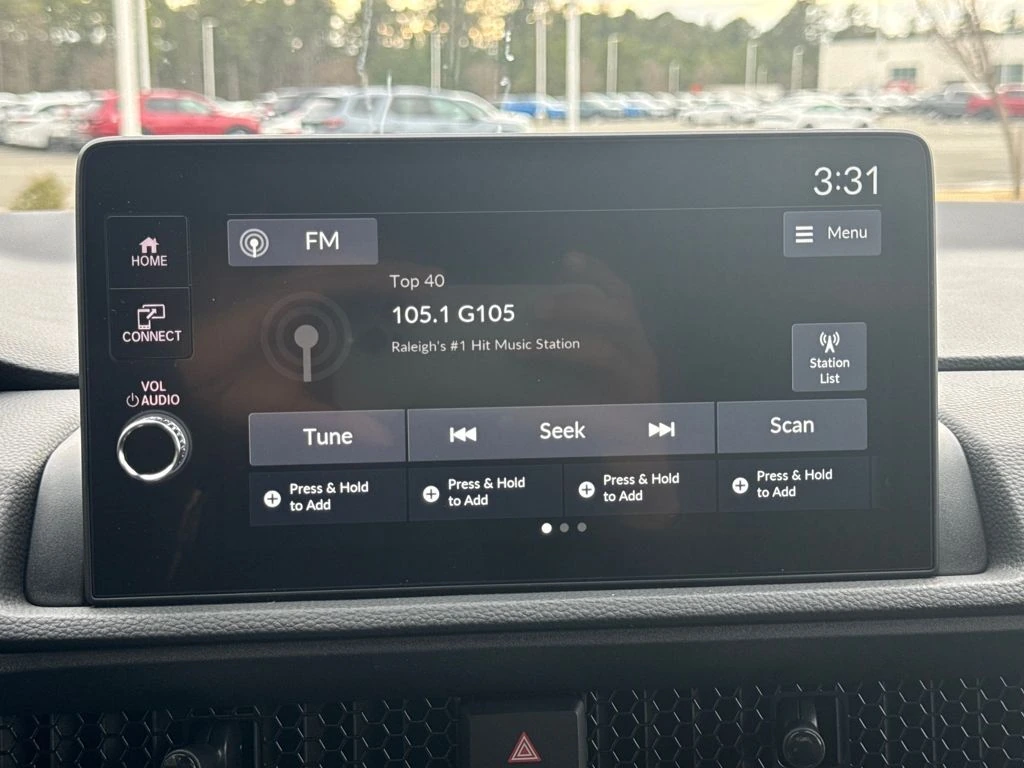 3:31
HOME
FM
Menu
Top 40
105.1 G105
Raleigh's #1 Hit Music Station
CONNECT
Station
List
VOL
AUDIO
Tune
Seek
Scan
Press & Hold
to Add
Press & Hold
to Add
Press & Hold
to Add
Press & Hold
to Add